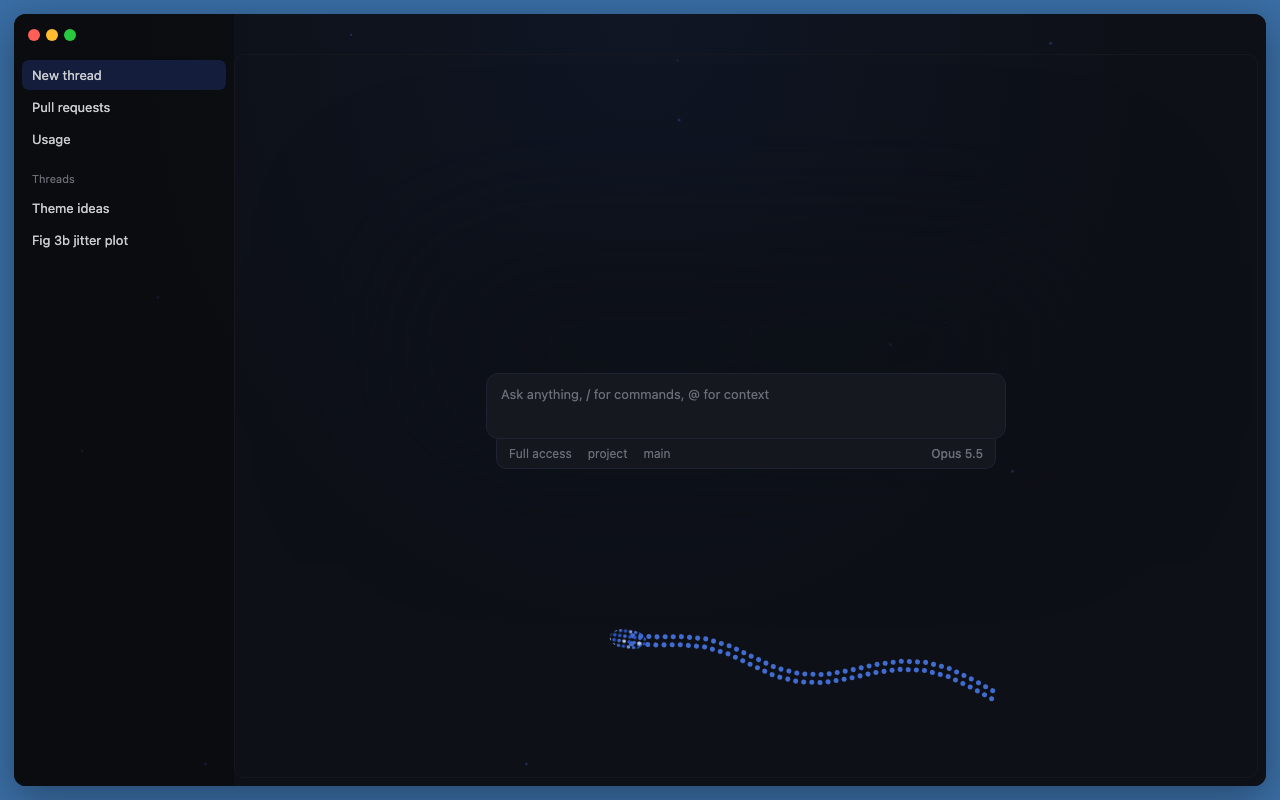 New thread
Pull requests
Usage
Threads
Theme ideas
Fig 3b jitter plot
Ask anything, / for commands, @ for context
Full access project main Opus 5.5